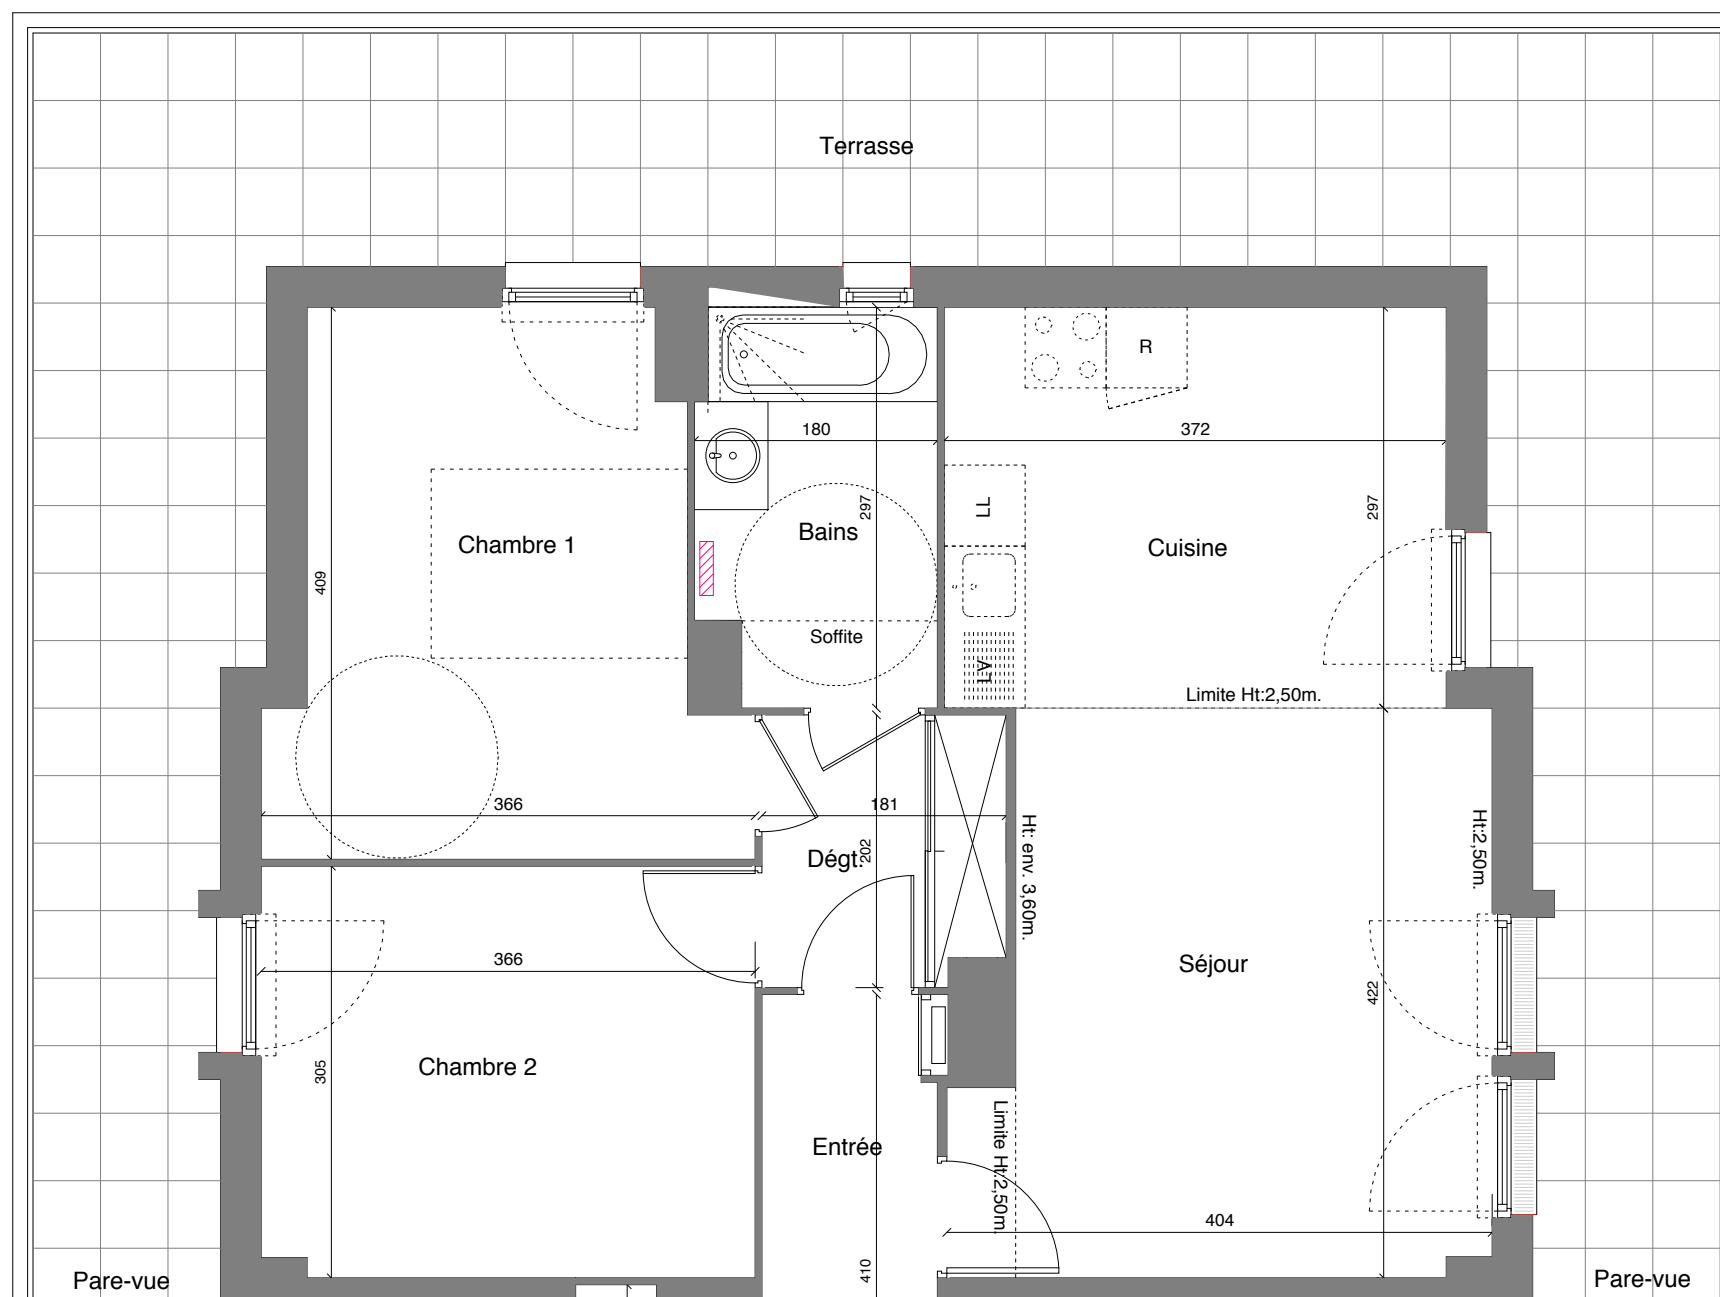 Terrasse
R
180
372
297
LL
297
Chambre 1
Bains
Cuisine
409
Soffite
LV
Limite Ht:2,50m.
366
181
Ht: env. 3,60m.
Ht:2,50m.
Dégt.
202
366
Séjour
422
Chambre 2
305
Entrée
Limite Ht:2,50m.
404
410
Pare-vue
Pare-vue